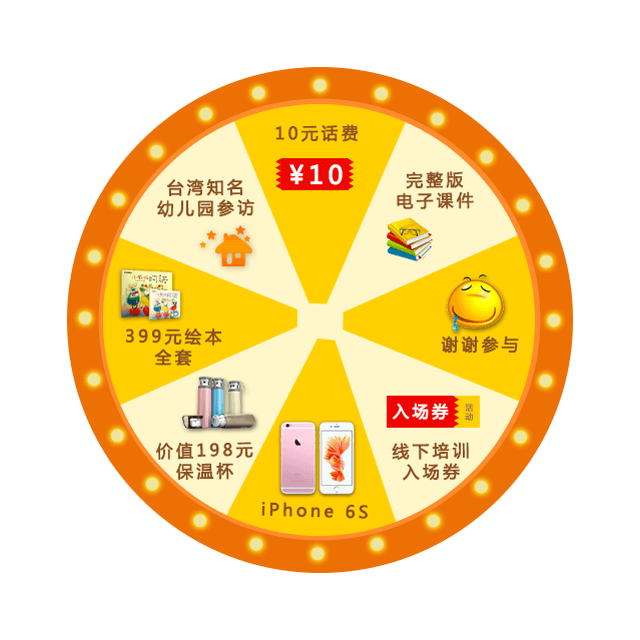 10元话费
¥10
完整版
电子课件
谢谢参与
入场券
活动
线下培训
入场券
iPhone 6S
价值198元
保温杯
399元绘本
全套
台湾知名
幼儿园参访